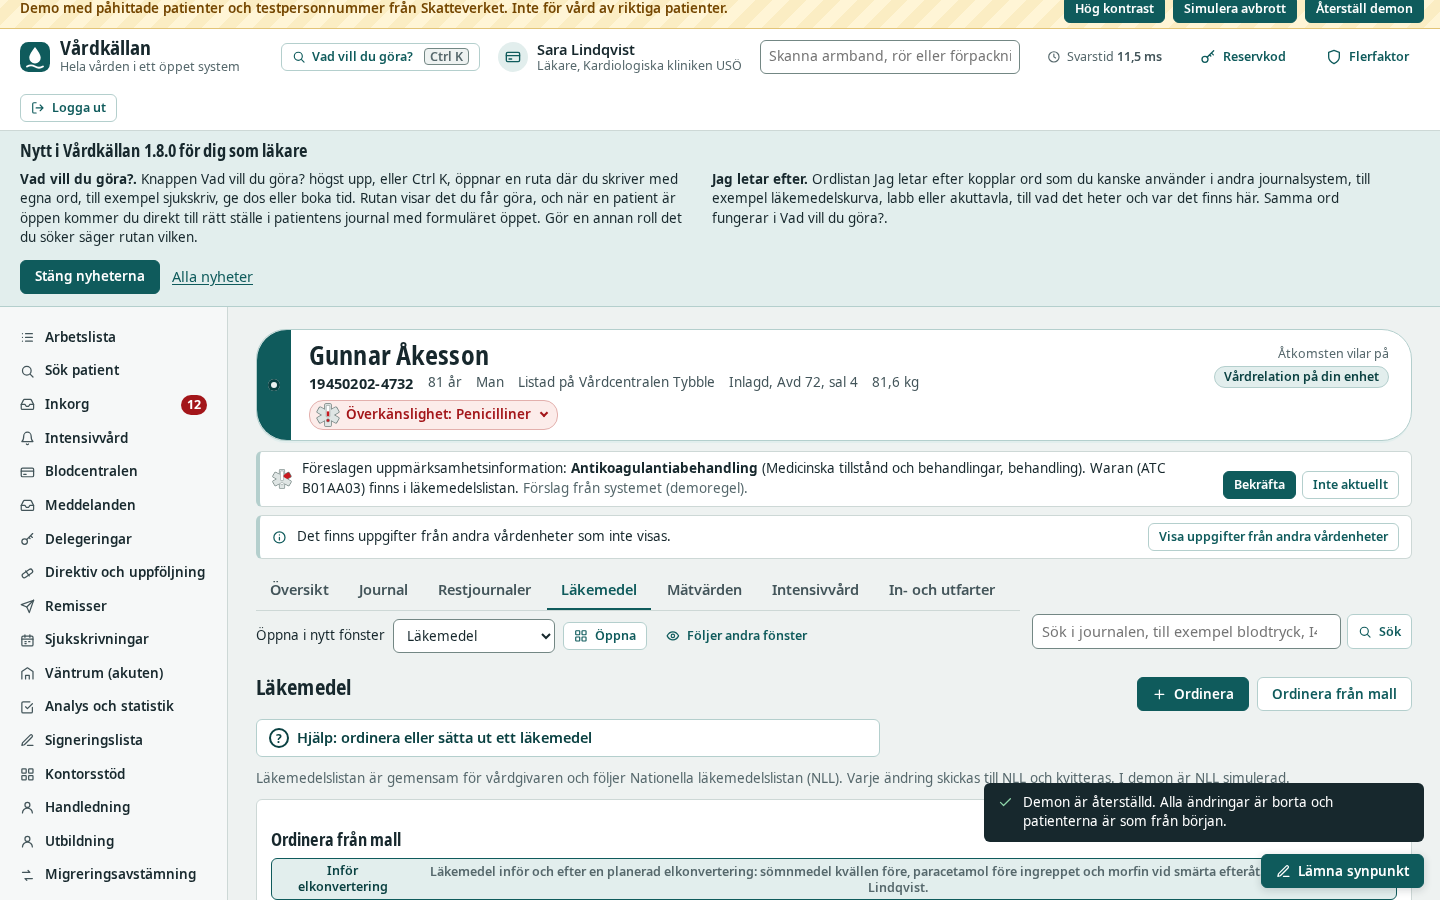 Demo med påhittade patienter och testpersonnummer från Skatteverket. Inte för vård av riktiga patienter.
Hög kontrast
Simulera avbrott
Återställ demon
Vårdkällan
Hela vården i ett öppet system
Vad vill du göra? Ctrl K
Sara Lindqvist
Läkare, Kardiologiska kliniken USÖ
Skanna armband, rör eller förpackni
Svarstid 11,5 ms
Reservkod
Flerfaktor
Logga ut
Nytt i Vårdkällan 1.8.0 för dig som läkare
Vad vill du göra?. Knappen Vad vill du göra? högst upp, eller Ctrl K, öppnar en ruta där du skriver med
egna ord, till exempel sjukskriv, ge dos eller boka tid. Rutan visar det du får göra, och när en patient är
öppen kommer du direkt till rätt ställe i patientens journal med formuläret öppet. Gör en annan roll det
du söker säger rutan vilken.
Jag letar efter. Ordlistan Jag letar efter kopplar ord som du kanske använder i andra journalsystem, till
exempel läkemedelskurva, labb eller akuttavla, till vad det heter och var det finns här. Samma ord
fungerar i Vad vill du göra?.
Stäng nyheterna
Alla nyheter
Arbetslista
Sök patient
Inkorg 12
Intensivvård
Blodcentralen
Meddelanden
Delegeringar
Direktiv och uppföljning
Remisser
Sjukskrivningar
Väntrum (akuten)
Analys och statistik
Signeringslista
Kontorsstöd
Handledning
Utbildning
Migreringsavstämning
Gunnar Åkesson
19450202-4732 81 år Man Listad på Vårdcentralen Tybble Inlagd, Avd 72, sal 4 81,6 kg
Överkänslighet: Penicilliner
Åtkomsten vilar på
Vårdrelation på din enhet
Föreslagen uppmärksamhetsinformation: Antikoagulantiabehandling (Medicinska tillstånd och behandlingar, behandling). Waran (ATC
B01AA03) finns i läkemedelslistan. Förslag från systemet (demoregel).
Bekräfta
Inte aktuellt
Det finns uppgifter från andra vårdenheter som inte visas.
Visa uppgifter från andra vårdenheter
Översikt
Journal
Restjournaler
Läkemedel
Mätvärden
Intensivvård
In- och utfarter
Öppna i nytt fönster
Läkemedel
Öppna
Följer andra fönster
Sök i journalen, till exempel blodtryck, I
Sök
Läkemedel
Ordinera
Ordinera från mall
? Hjälp: ordinera eller sätta ut ett läkemedel
Läkemedelslistan är gemensam för vårdgivaren och följer Nationella läkemedelslistan (NLL). Varje ändring skickas till NLL och kvitteras. I demon är NLL simulerad.
Demon är återställd. Alla ändringar är borta och
patienterna är som från början.
Ordinera från mall
Inför
elkonvertering
Läkemedel inför och efter en planerad elkonvertering: sömnmedel kvällen före, paracetamol före ingreppet och morfin vid smärta efteråt
Lindqvist.
Lämna synpunkt